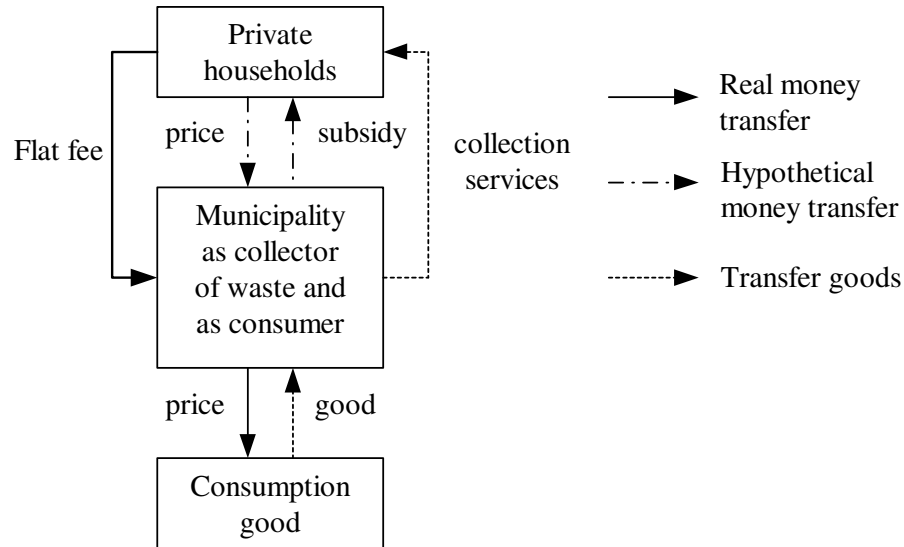 Private
households
Flat fee
price
subsidy
collection
services
Municipality
as collector
of waste and
as consumer
price
good
Consumption
good
Real money
transfer
Hypothetical
money transfer
Transfer goods